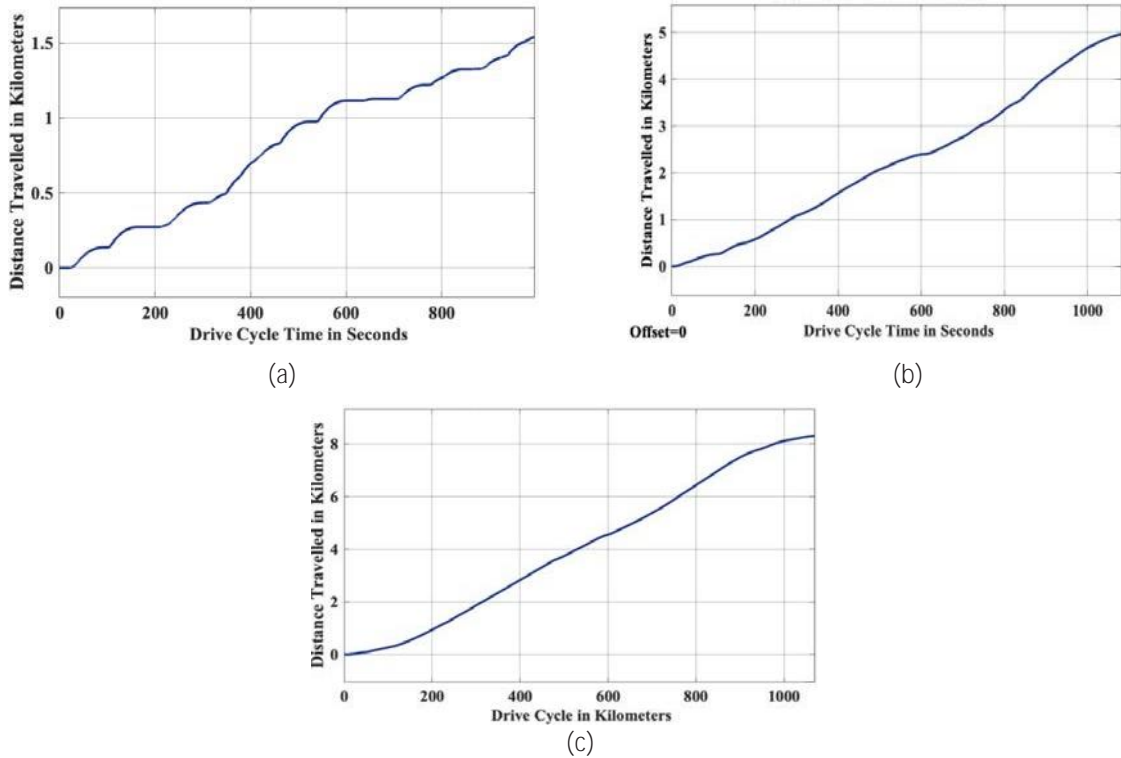 1.5
1
0.5
0
Distance Travelled in Kilometers
0 200 400 600 800
Drive Cycle Time in Seconds
(a)
5
4
3
2
1
0
Distance Travelled in Kilometers
0 200 400 600 800 1000
Offset=0
Drive Cycle Time in Seconds
(b)
8
6
4
2
0
Distance Travelled in Kilometers
0 200 400 600 800 1000
Drive Cycle in Kilometers
(c)